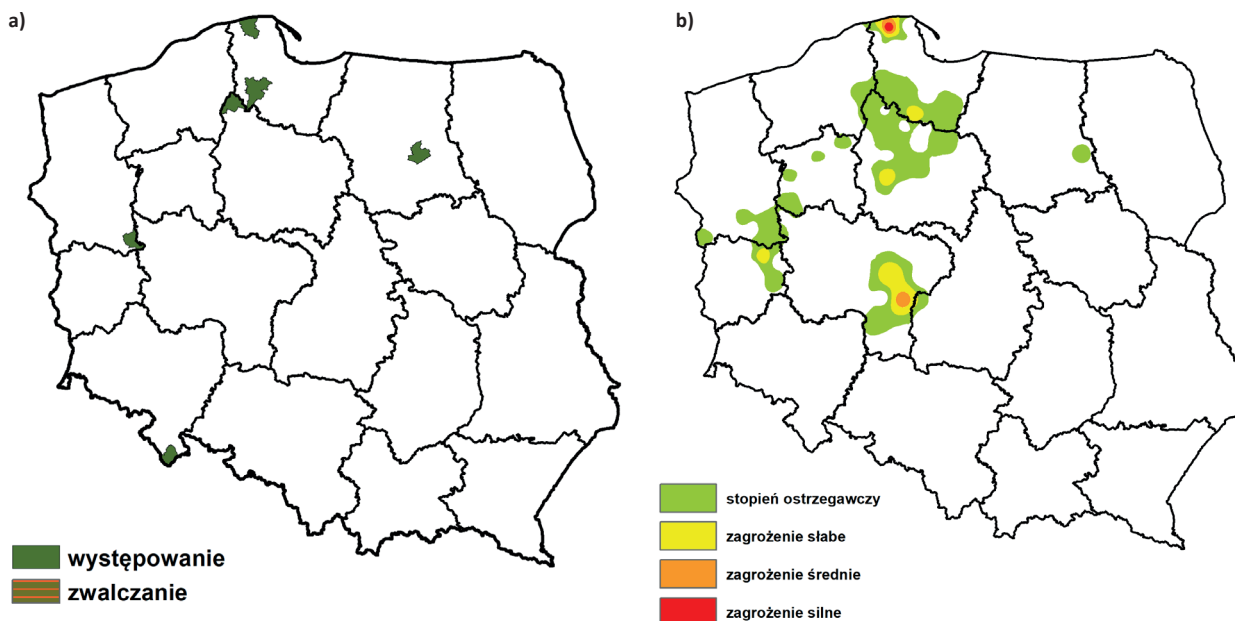 a)
występowanie
zwalczanie
b)
stopień ostrzegawczy
zagrożenie słabe
zagrożenie średnie
zagrożenie silne